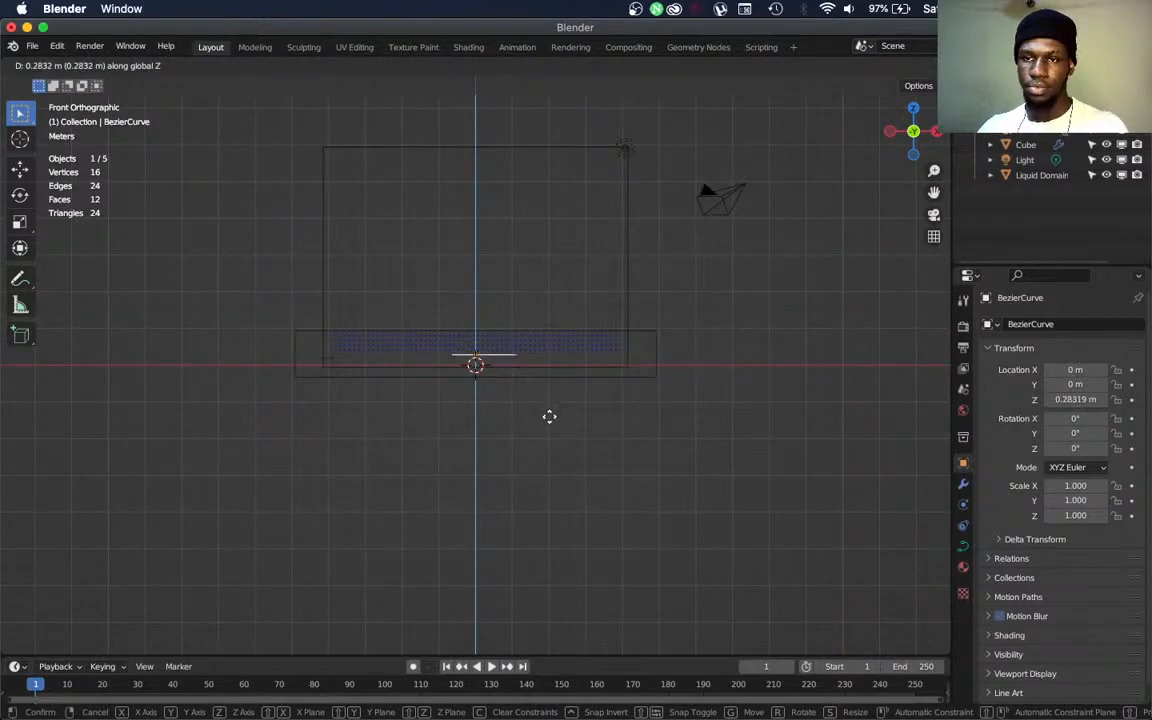 Blender Window 97% Sa
Blender
File Edit Render Window Help Layout Modeling Sculpting UV Editing Texture Paint Shading Animation Rendering Compositing Geometry Nodes Scripting + Scene
D: 0.2832 m (0.2832 m) along global Z
Options
Front Orthographic
(1) Collection | BezierCurve
Meters
Objects 1 / 5
Vertices 16
Edges 24
Faces 12
Triangles 24
Z
-Y
X
Cube
Light
Liquid Domain
BezierCurve
BezierCurve
Transform
Location X 0 m
Y 0 m
Z 0.28319 m
Rotation X 0°
Y 0°
Z 0°
Mode XYZ Euler
Scale X 1.000
Y 1.000
Z 1.000
Delta Transform
Relations
Collections
Motion Paths
Motion Blur
Shading
Visibility
Viewport Display
Line Art
Playback Keying View Marker 1 Start 1 End 250
1 10 20 30 40 50 60 70 80 90 100 110 120 130 140 150 160 170 180 190 200 210 220 230 240 250
Confirm Cancel X X Axis Y Y Axis Z Z Axis X X Plane Y Y Plane Z Z Plane C Clear Constraints Snap Invert Snap Toggle G Move R Rotate S Resize Automatic Constraint Automatic Constraint Plane Pr